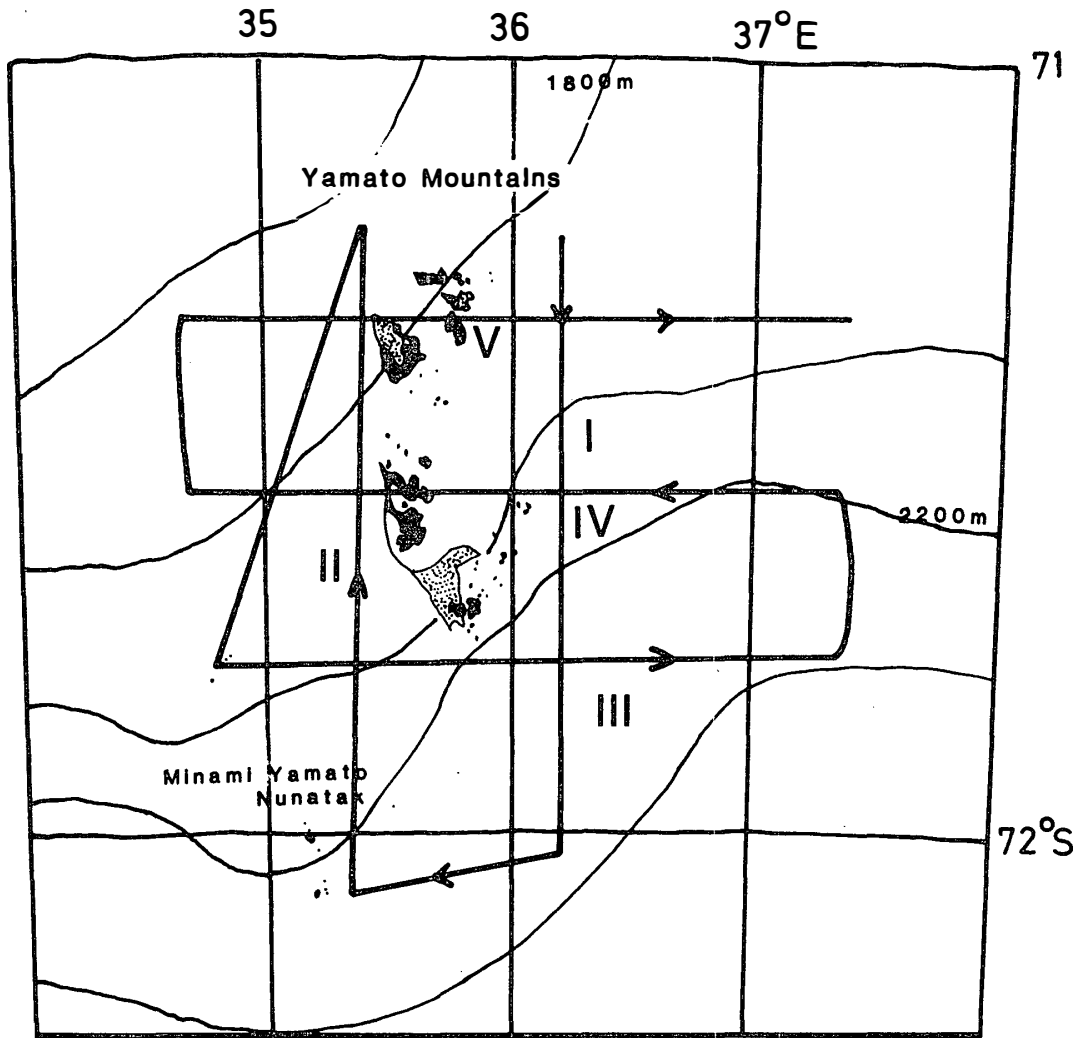 35 36 37°E
71
1800m
Yamato Mountains
V
I
2200m
IV
II
III
Minami Yamato
Nunatak
72°S